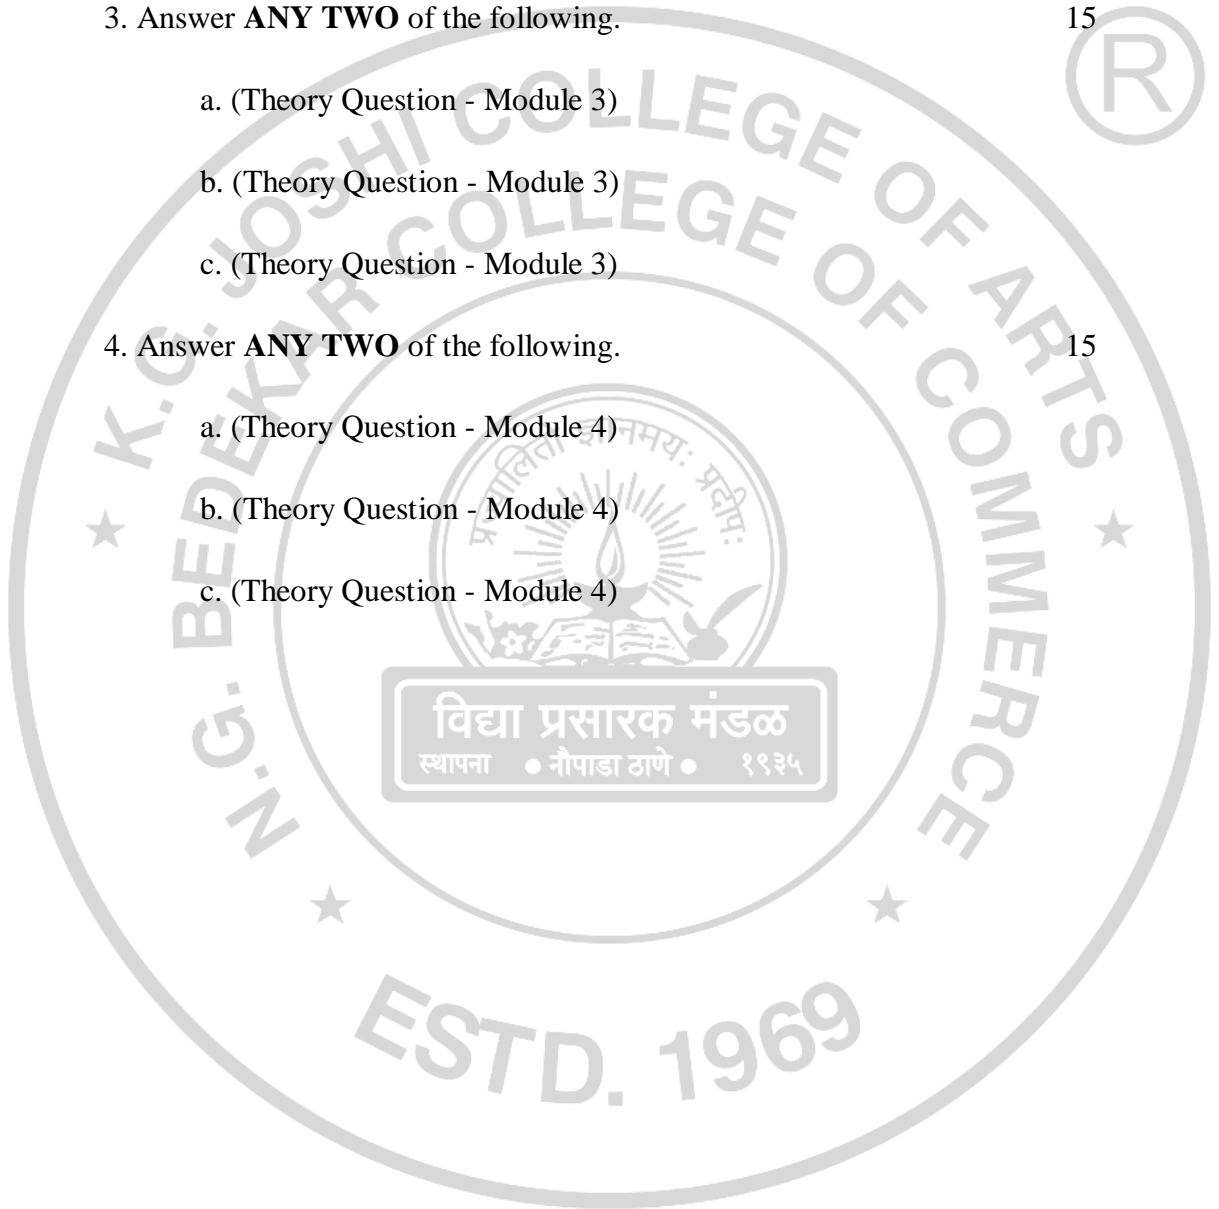 3. Answer ANY TWO of the following. 15
a. (Theory Question - Module 3)
b. (Theory Question - Module 3)
c. (Theory Question - Module 3)
4. Answer ANY TWO of the following. 15
a. (Theory Question - Module 4)
b. (Theory Question - Module 4)
c. (Theory Question - Module 4)
K.G. JOSHI COLLEGE OF ARTS
N.G. BEDEKAR COLLEGE OF COMMERCE
R
प्रदीपः
विद्या प्रसारक मंडळ
स्थापना • नौपाडा ठाणे • १९३५
ESTD. 1969